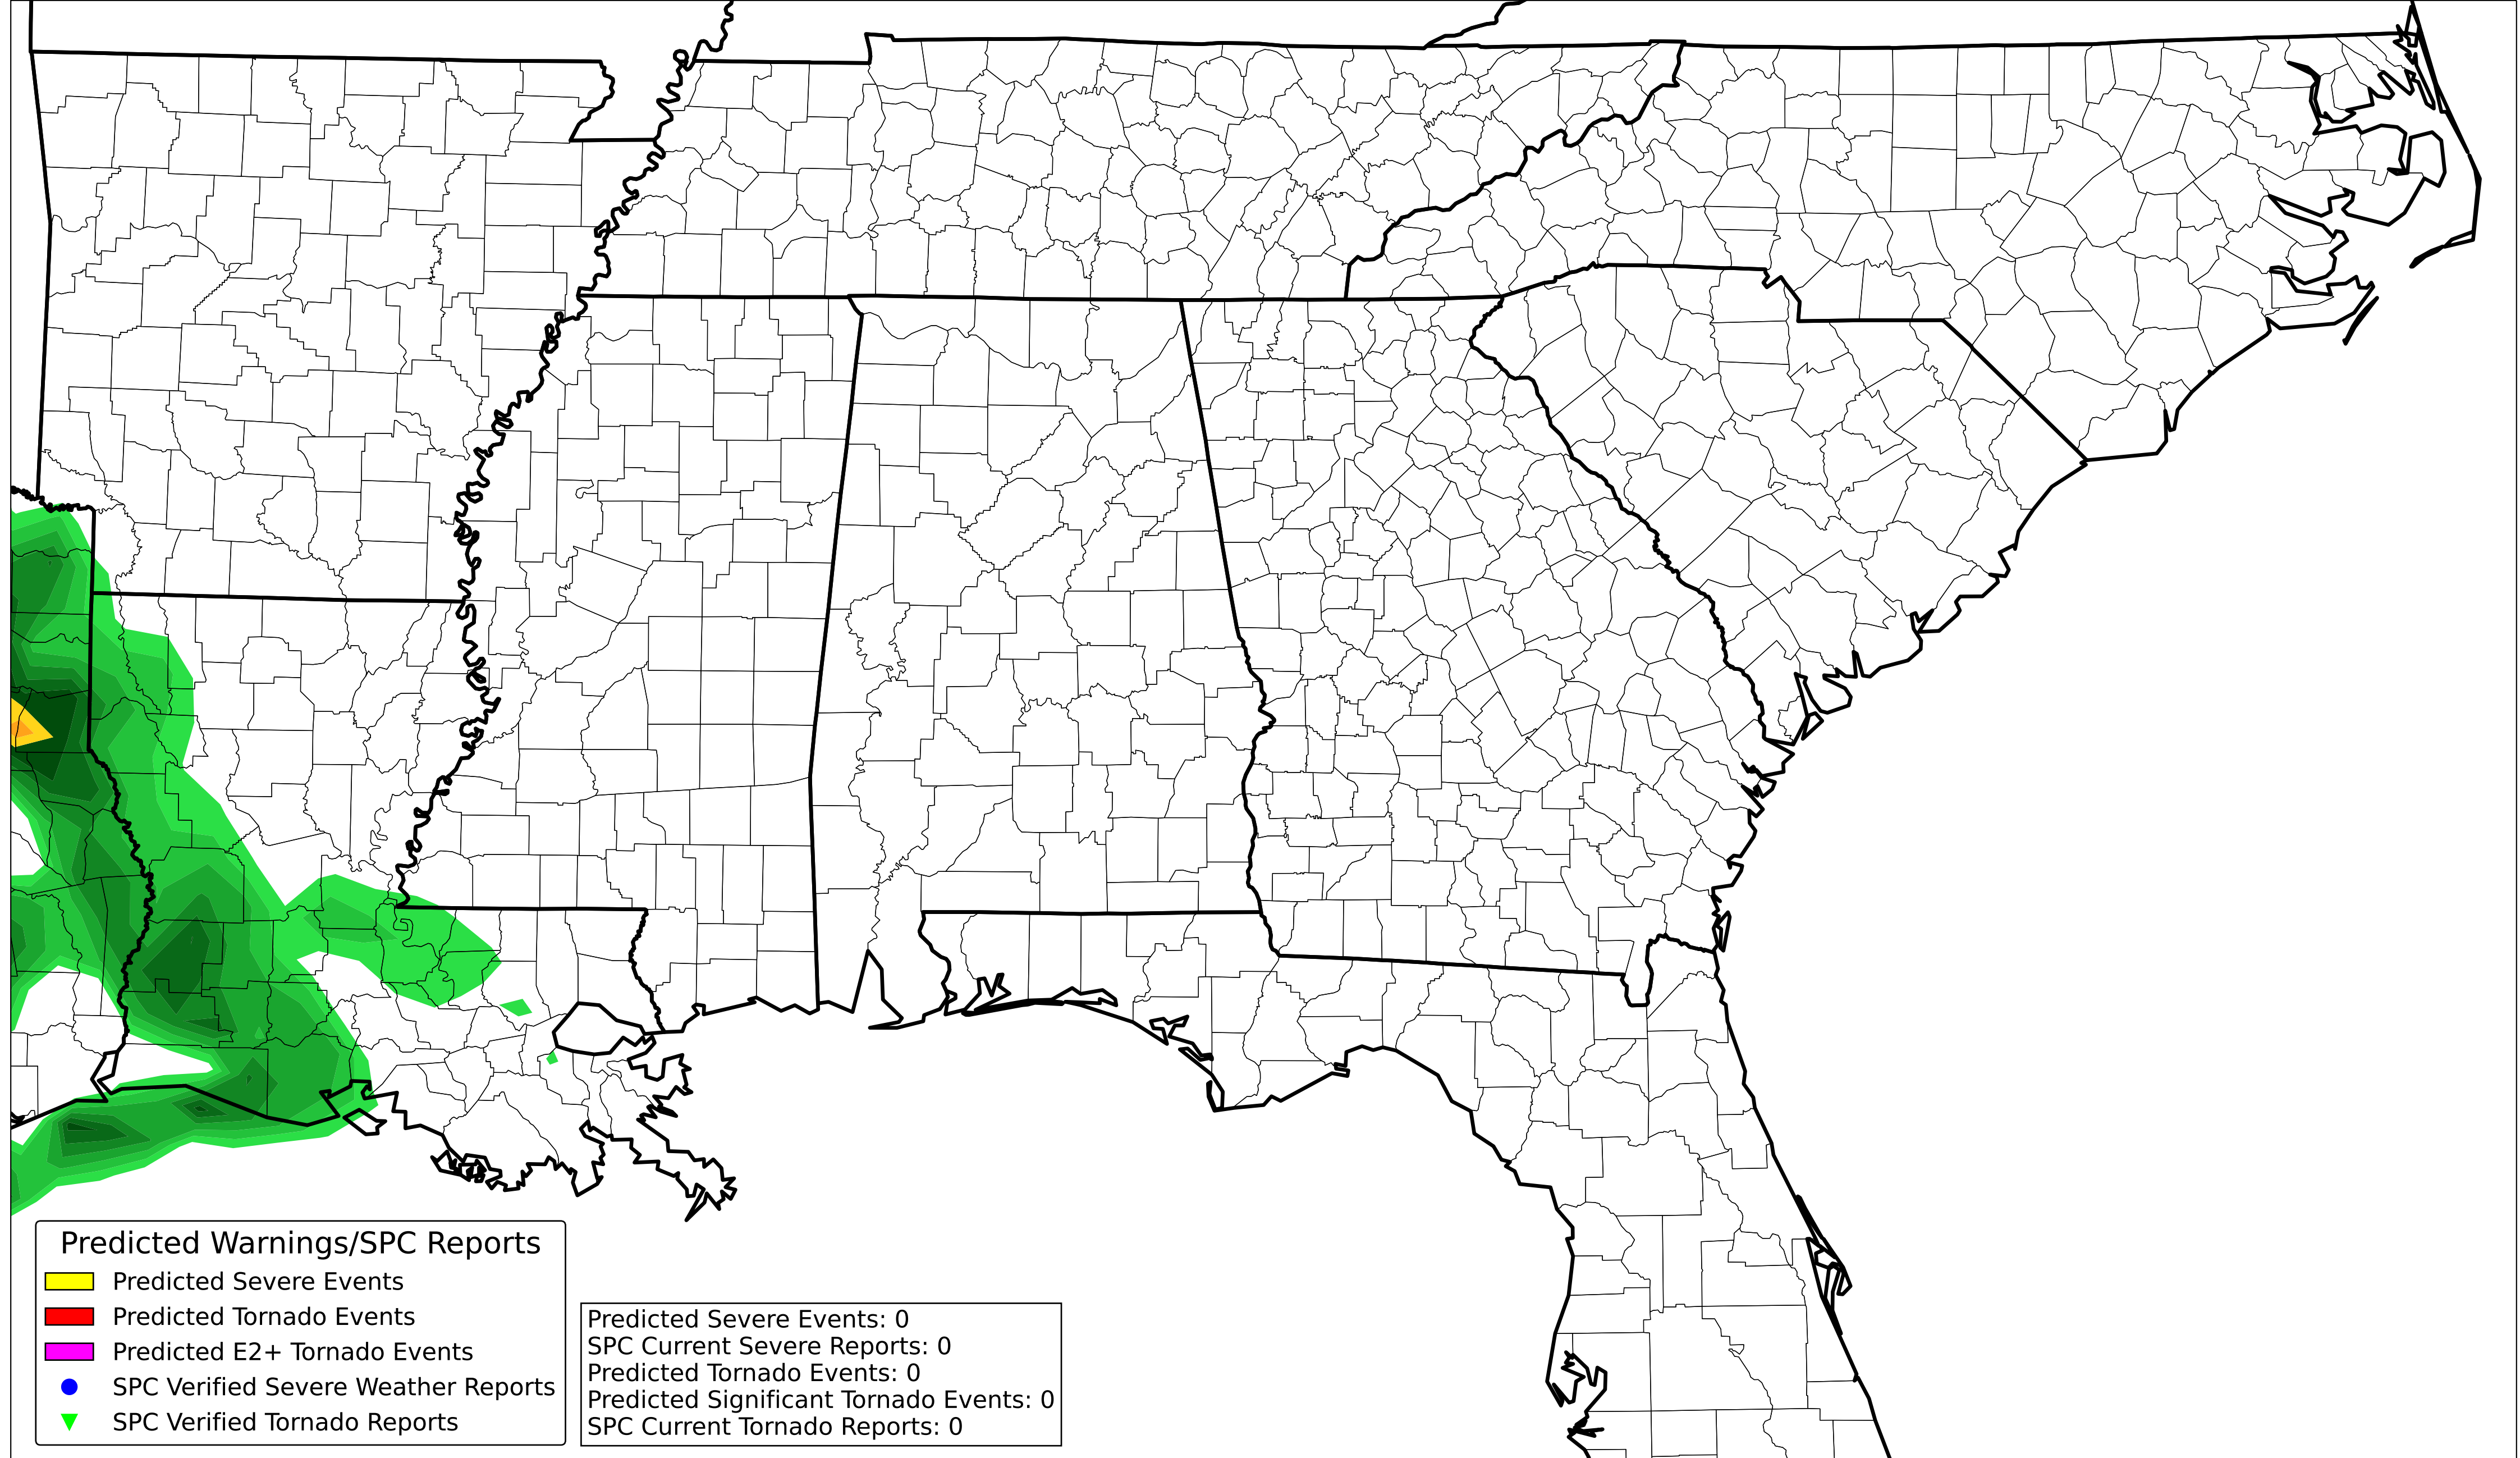 Predicted Warnings/SPC Reports
Predicted Severe Events
Predicted Tornado Events
Predicted E2+ Tornado Events
SPC Verified Severe Weather Reports
SPC Verified Tornado Reports
Predicted Severe Events: 0
SPC Current Severe Reports: 0
Predicted Tornado Events: 0
Predicted Significant Tornado Events: 0
SPC Current Tornado Reports: 0